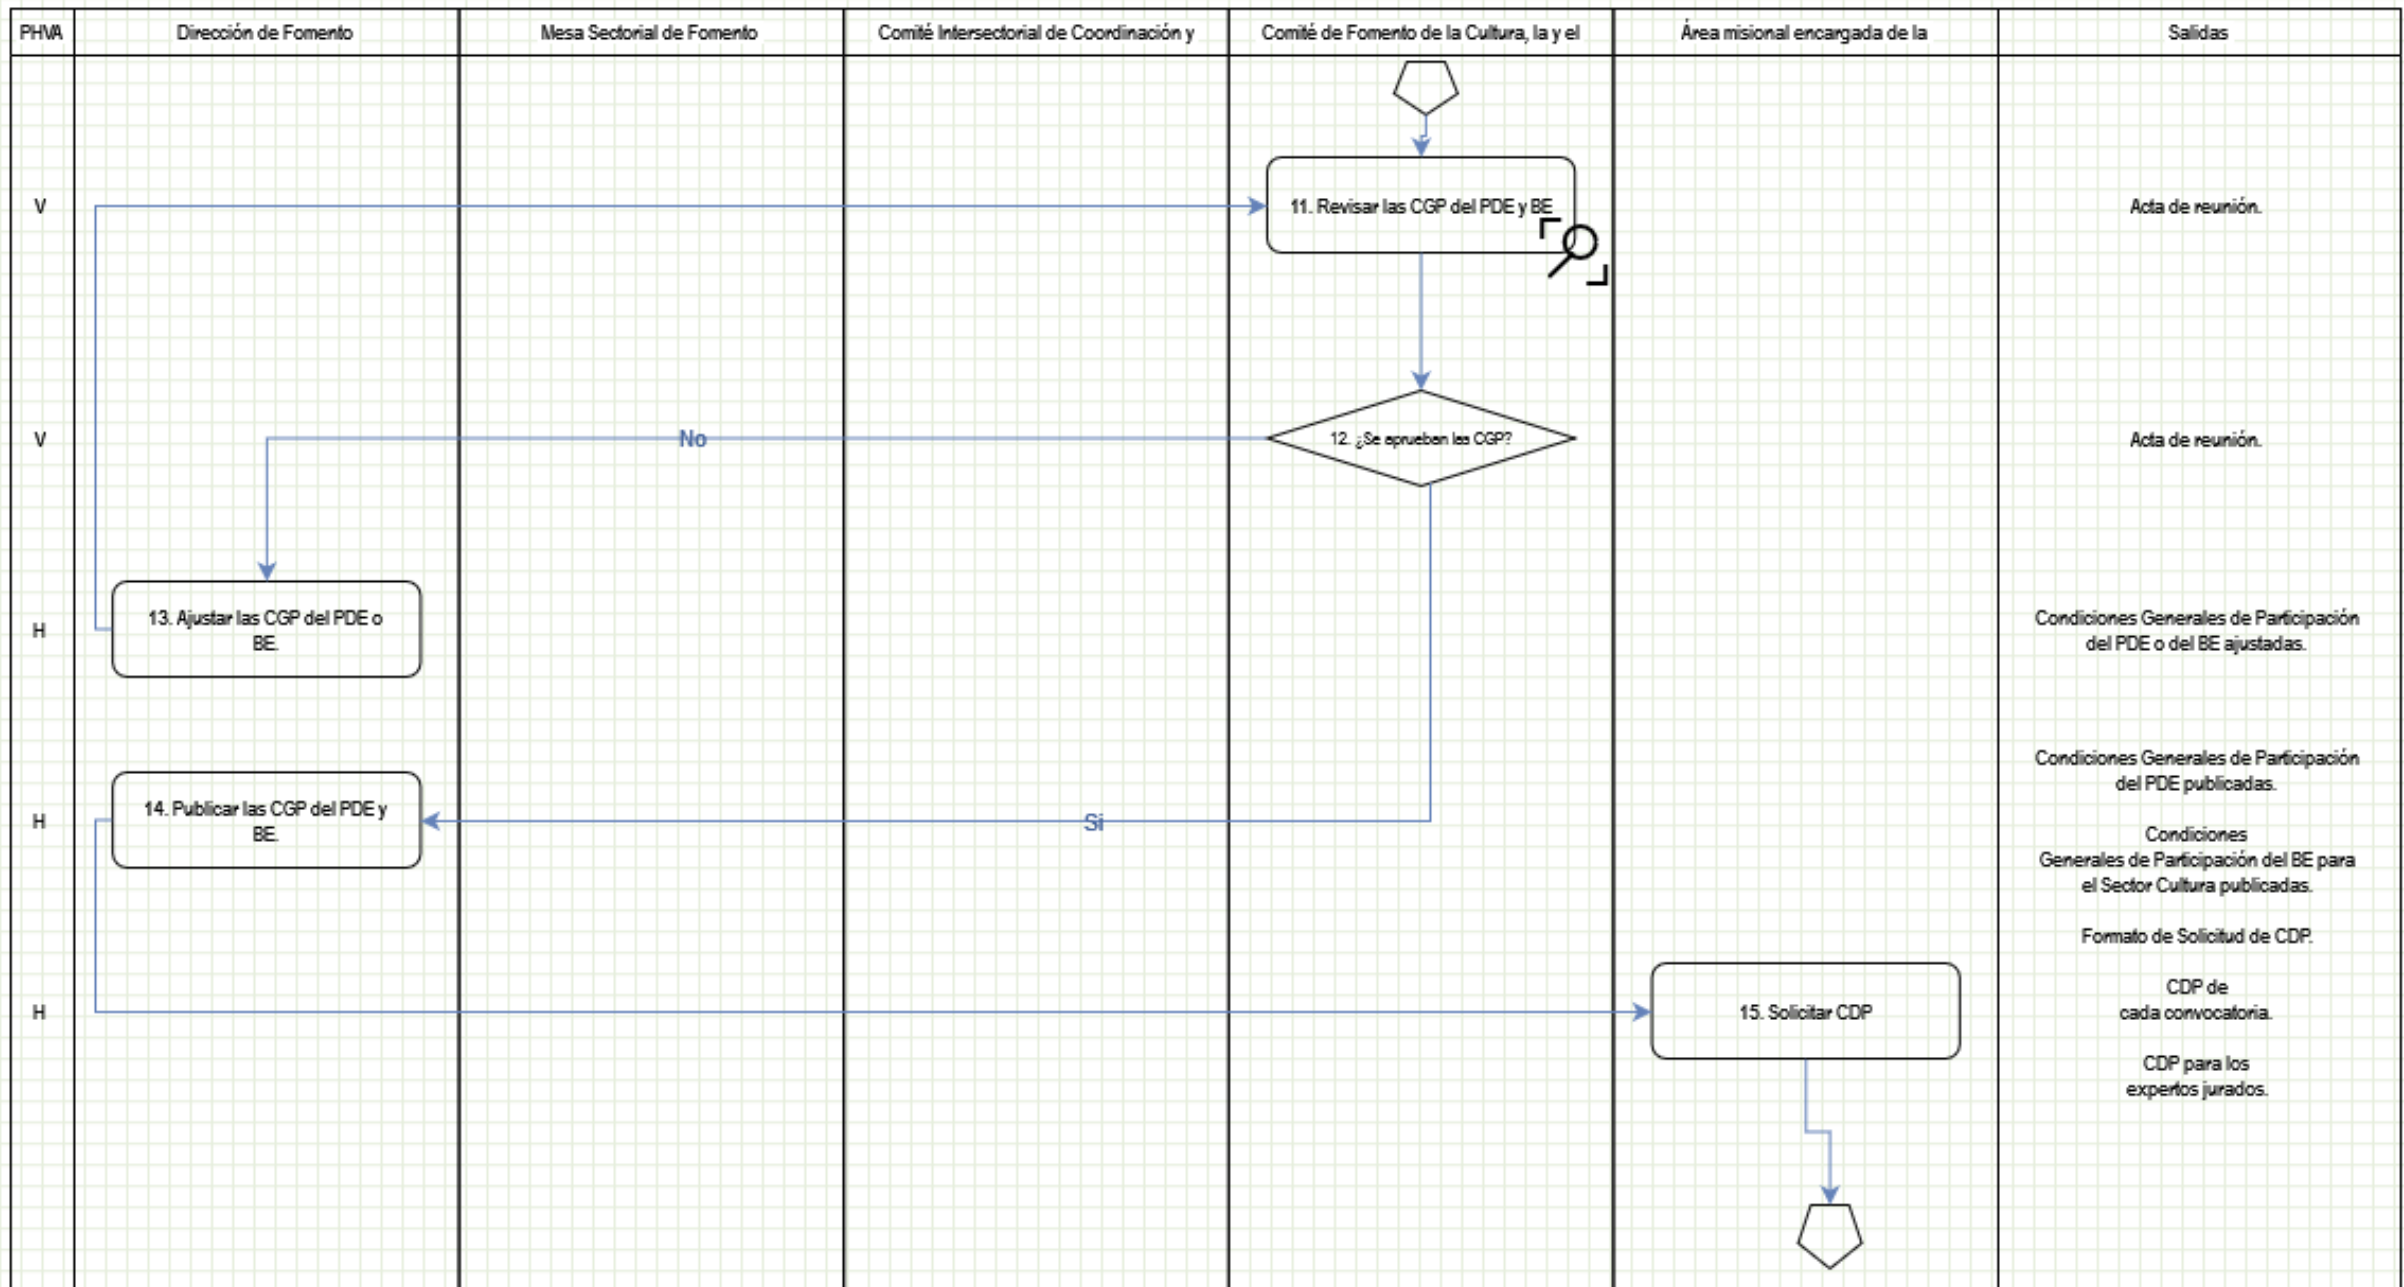 PHVA
Dirección de Fomento
Mesa Sectorial de Fomento
Comité Intersectorial de Coordinación y
Comité de Fomento de la Cultura, la y el
Área misional encargada de la
Salidas
V
11. Revisar las CGP del PDE y BE
Acta de reunión.
V
No
12. ¿Se aprueban las CGP?
Acta de reunión.
H
13. Ajustar las CGP del PDE o
BE.
Condiciones Generales de Participación
del PDE o del BE ajustadas.
H
14. Publicar las CGP del PDE y
BE.
Si
Condiciones Generales de Participación
del PDE publicadas.
Condiciones
Generales de Participación del BE para
el Sector Cultura publicadas.
H
15. Solicitar CDP
Formato de Solicitud de CDP.
CDP de
cada convocatoria.
CDP para los
expertos jurados.